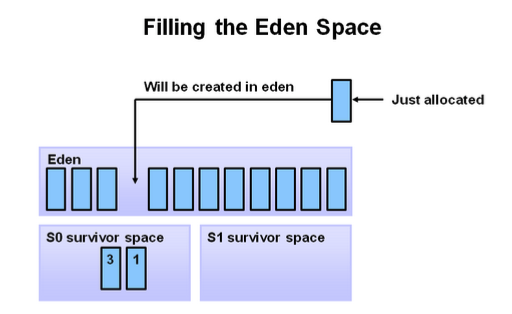 Filling the Eden Space
Will be created in eden
Just allocated
Eden
S0 survivor space
S1 survivor space
3 1